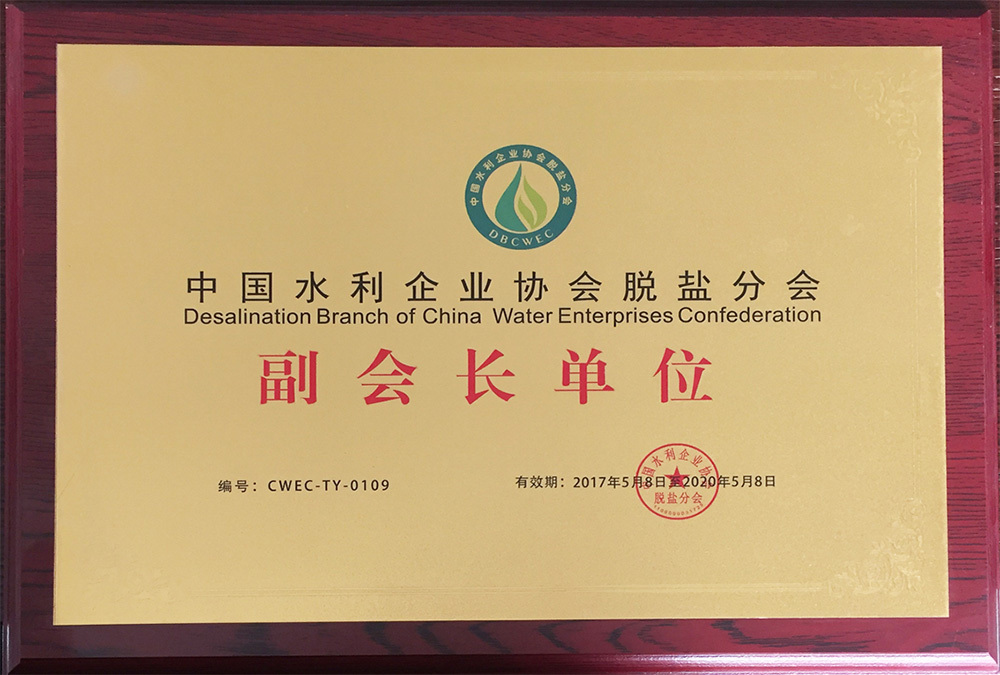 中国水利企业协会脱盐分会
DBCWEC
中国水利企业协会脱盐分会
Desalination Branch of China Water Enterprises Confederation
副会长单位
编号：CWEC-TY-0109
有效期：2017年5月8日至2020年5月8日
中国水利企业协会
脱盐分会